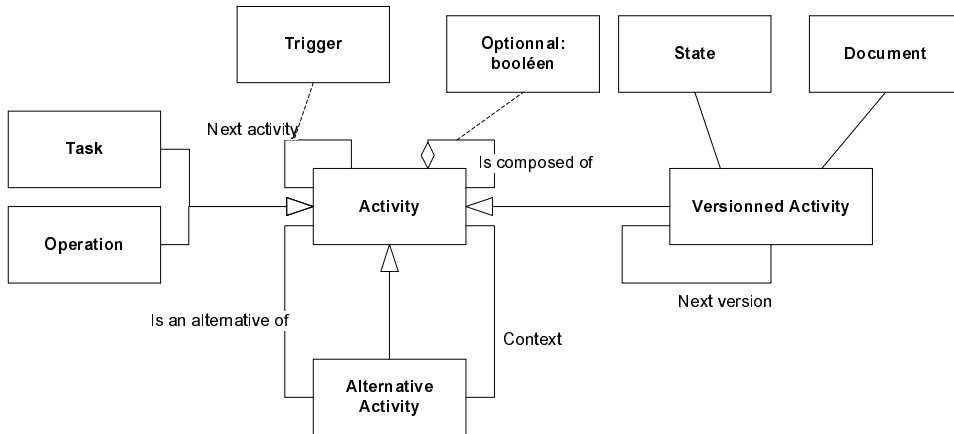 Trigger
Optionnal:
booléen
State
Document
Task
Next activity
Is composed of
Activity
Versionned Activity
Operation
Next version
Is an alternative of
Context
Alternative
Activity